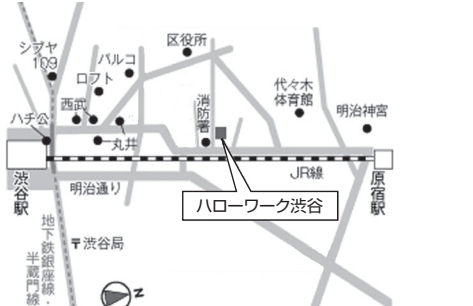 シブヤ
109
パルコ
区役所
ロフト
西武
ハチ公
丸井
消防署
代々木
体育館
明治神宮
渋谷駅
JR線
原宿駅
明治通り
ハローワーク渋谷
〒渋谷局
地下鉄銀座線・
半蔵門線
N